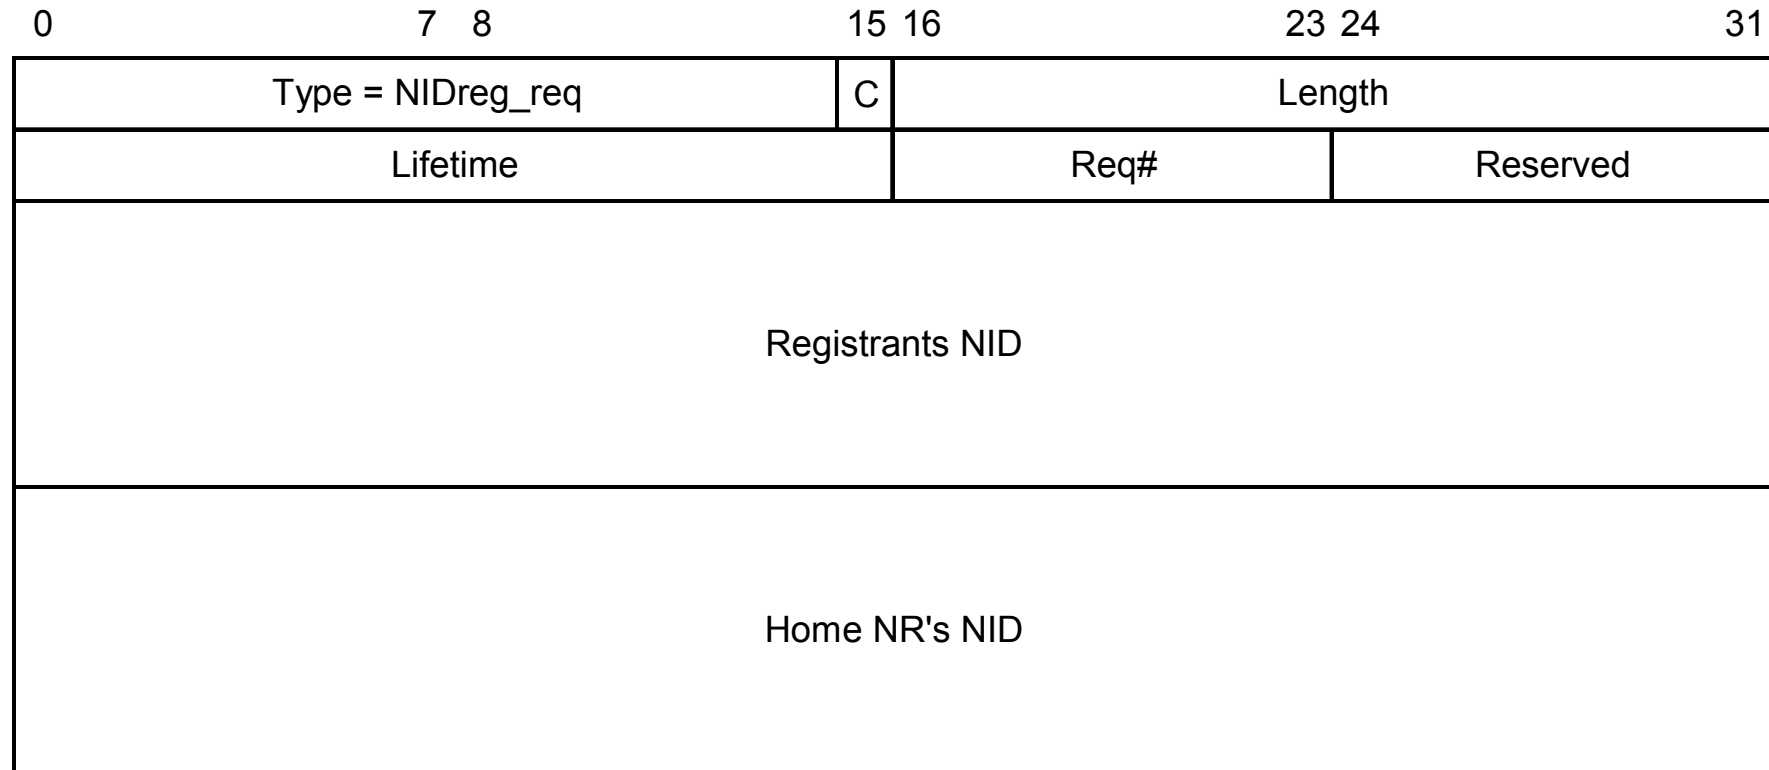 0 7 8 15 16 23 24 31
Type = NIDreg_req C Length
Lifetime Req# Reserved
Registrants NID
Home NR's NID